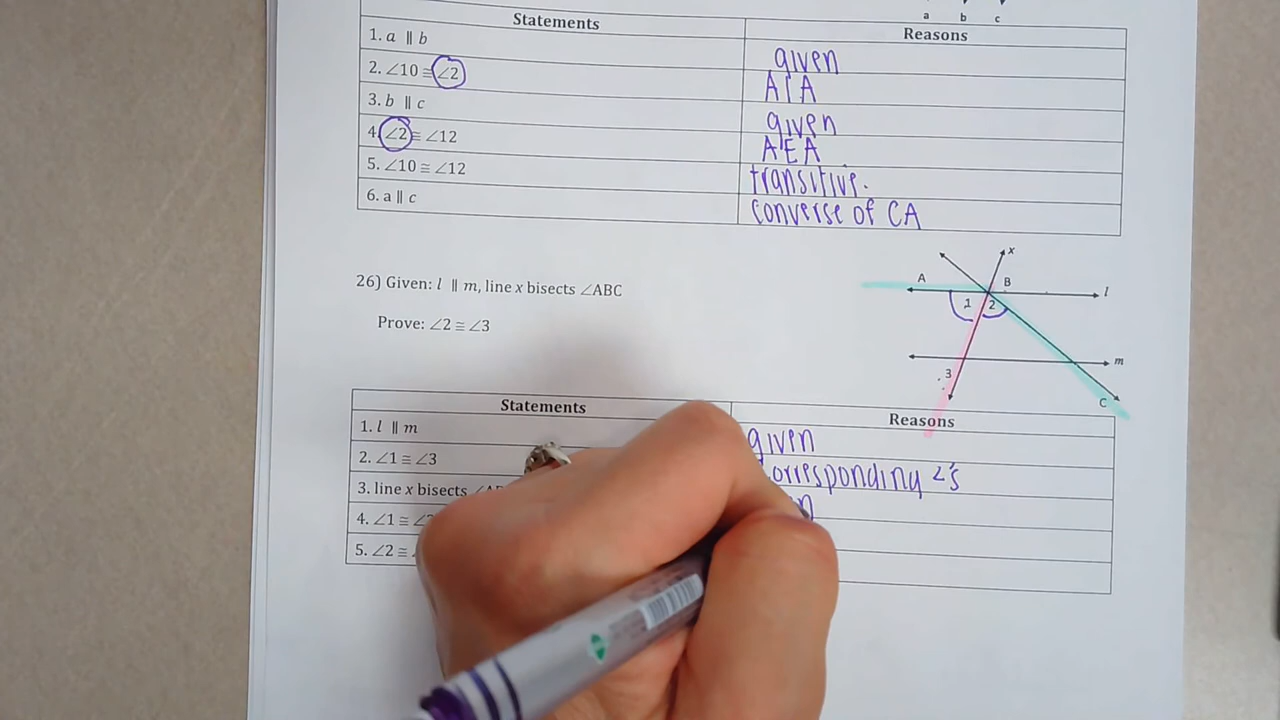 a b c
Statements Reasons
1. a ∥ b given
2. ∠10 ≅ ∠2 AIA
3. b ∥ c given
4 ∠2 ≅ ∠12 AEA
5. ∠10 ≅ ∠12 transitive.
6. a ∥ c converse of CA
26) Given: l ∥ m, line x bisects ∠ABC
Prove: ∠2 ≅ ∠3
x
A B
l
1 2
m
3
C
Statements Reasons
1. l ∥ m given
2. ∠1 ≅ ∠3 orresponding ∠'s
3. line x bisects
4. ∠1 ≅
5. ∠2 ≅